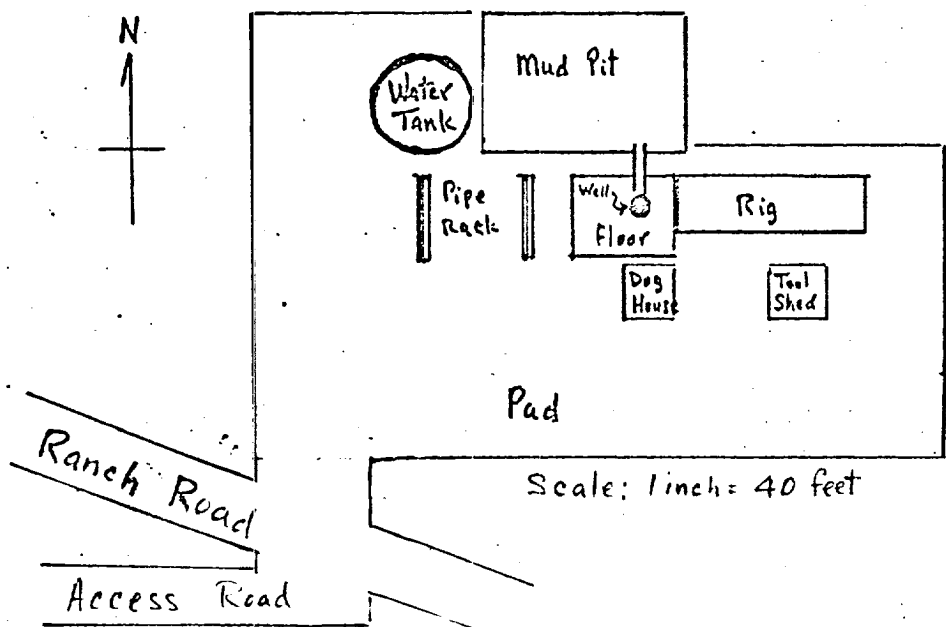 N
Mud Pit
Water
Tank
Pipe
Rack
Well
Floor
Rig
Dog
House
Tool
Shed
Pad
Ranch Road
Scale: 1 inch = 40 feet
Access Road